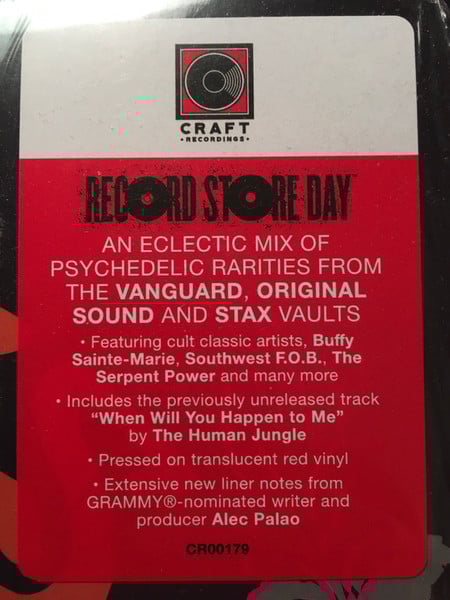 CRAFT
• RECORDINGS •
RECORD STORE DAY
AN ECLECTIC MIX OF
PSYCHEDELIC RARITIES FROM
THE VANGUARD, ORIGINAL
SOUND AND STAX VAULTS
• Featuring cult classic artists, Buffy
Sainte-Marie, Southwest F.O.B., The
Serpent Power and many more
• Includes the previously unreleased track
“When Will You Happen to Me”
by The Human Jungle
• Pressed on translucent red vinyl
• Extensive new liner notes from
GRAMMY®-nominated writer and
producer Alec Palao
CR00179